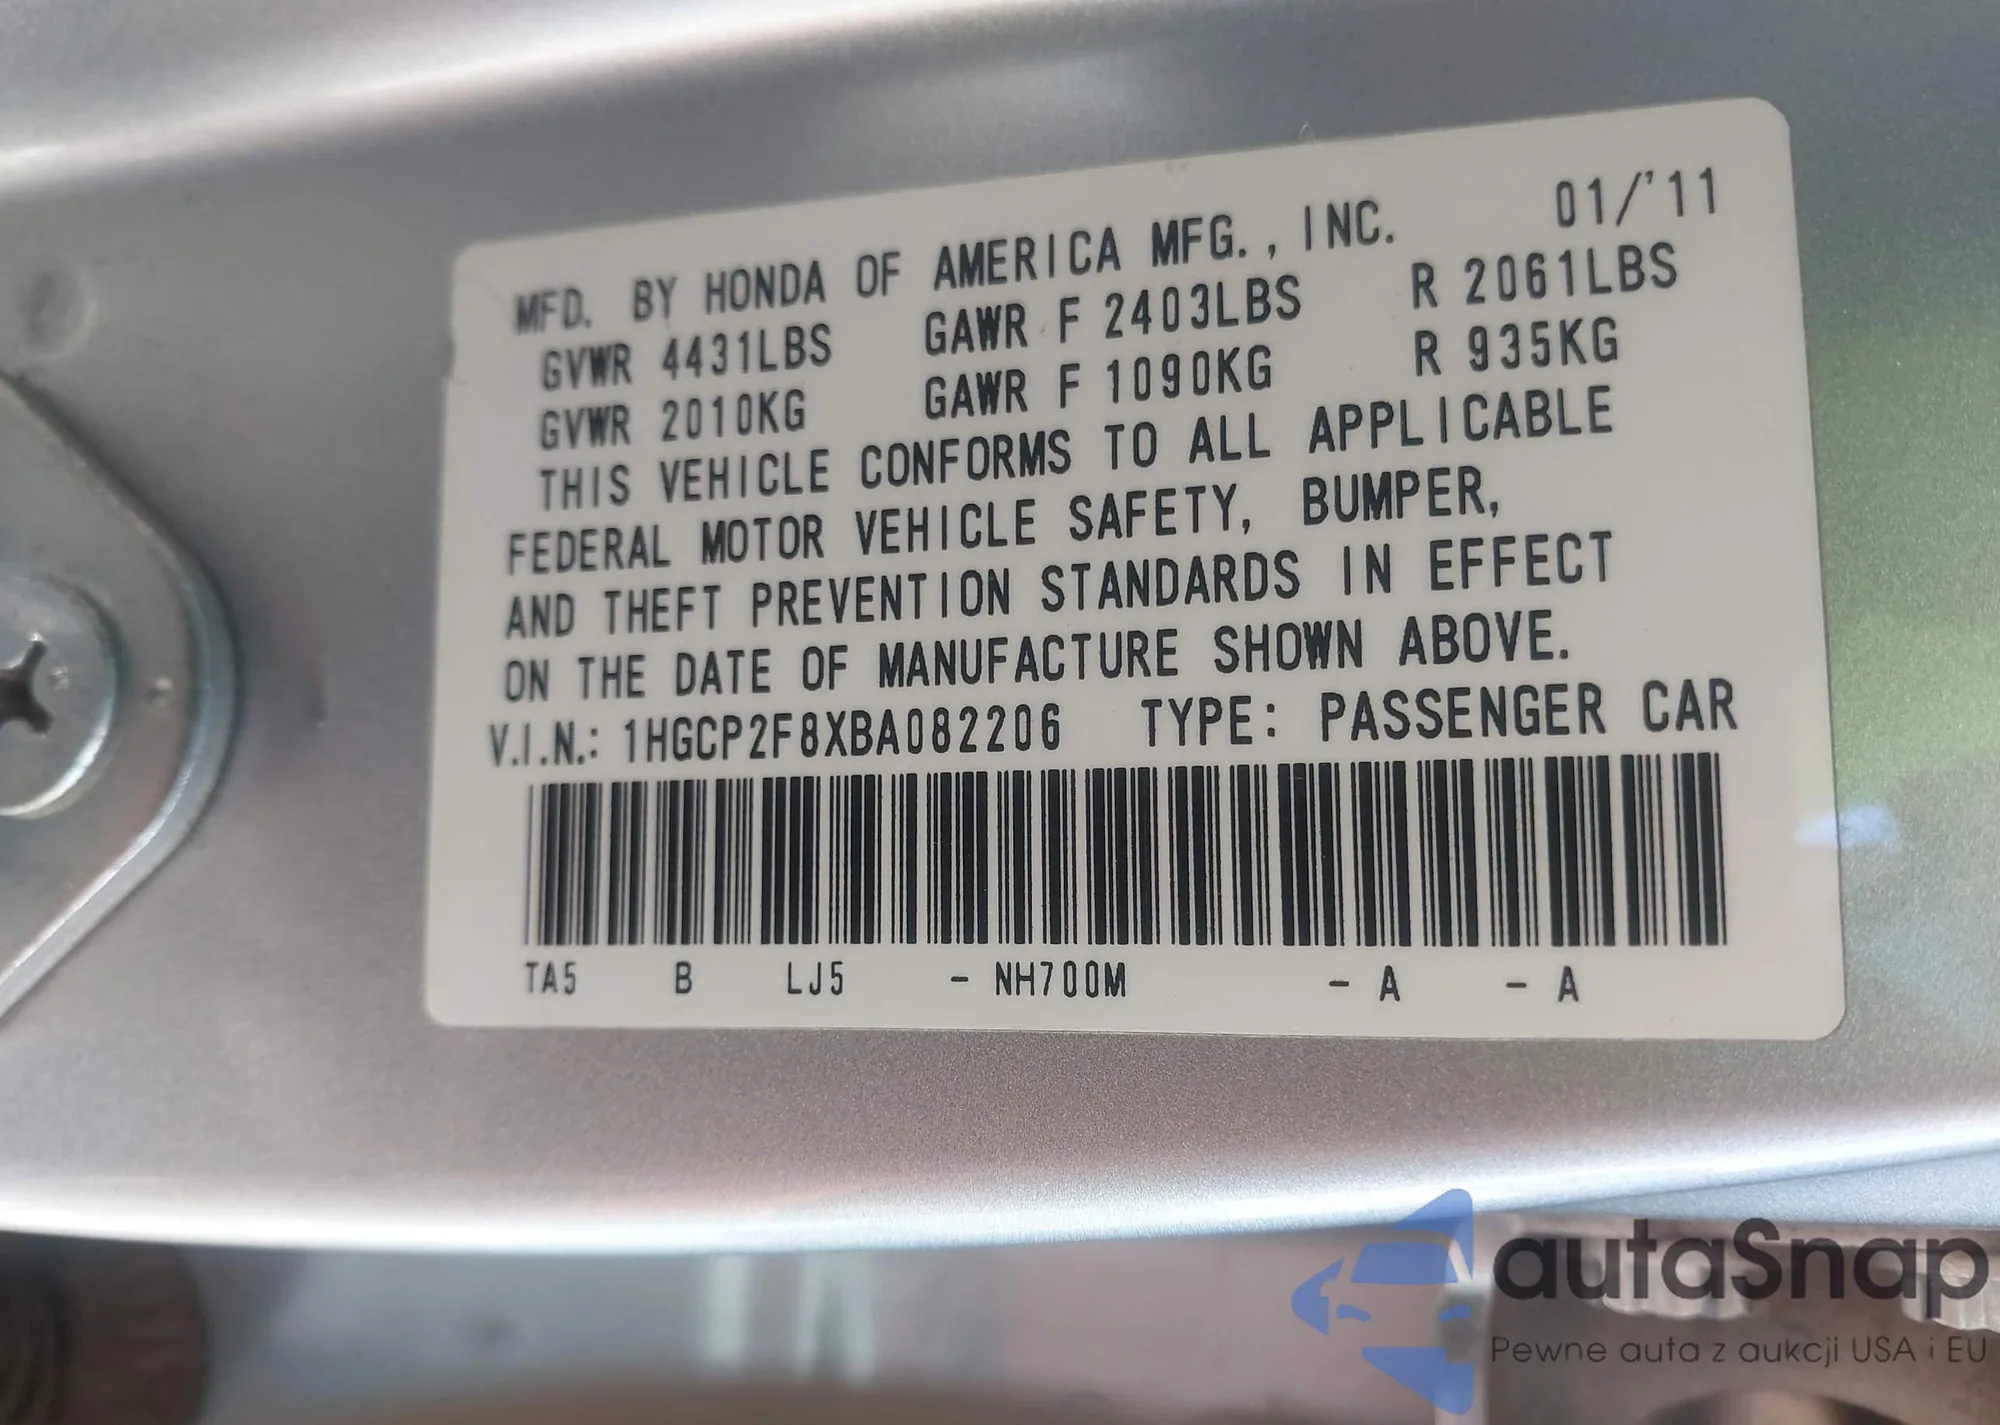 MFD. BY HONDA OF AMERICA MFG., INC. 01/'11
GVWR 4431LBS GAWR F 2403LBS R 2061LBS
GVWR 2010KG GAWR F 1090KG R 935KG
THIS VEHICLE CONFORMS TO ALL APPLICABLE
FEDERAL MOTOR VEHICLE SAFETY, BUMPER,
AND THEFT PREVENTION STANDARDS IN EFFECT
ON THE DATE OF MANUFACTURE SHOWN ABOVE.
V.I.N.: 1HGCP2F8XBA082206 TYPE: PASSENGER CAR
TA5 B LJ5 - NH700M - A - A
autaSnap
Pewne auta z aukcji USA i EU